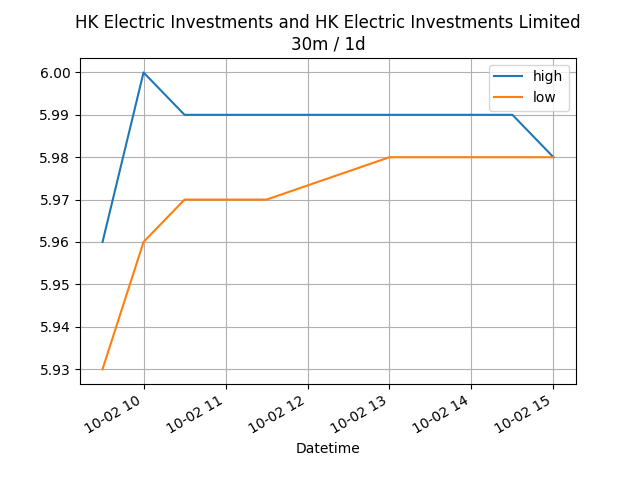 HK Electric Investments and HK Electric Investments Limited
30m / 1d
high
low
6.00
5.99
5.98
5.97
5.96
5.95
5.94
5.93
10-02 10
10-02 11
10-02 12
10-02 13
10-02 14
10-02 15
Datetime